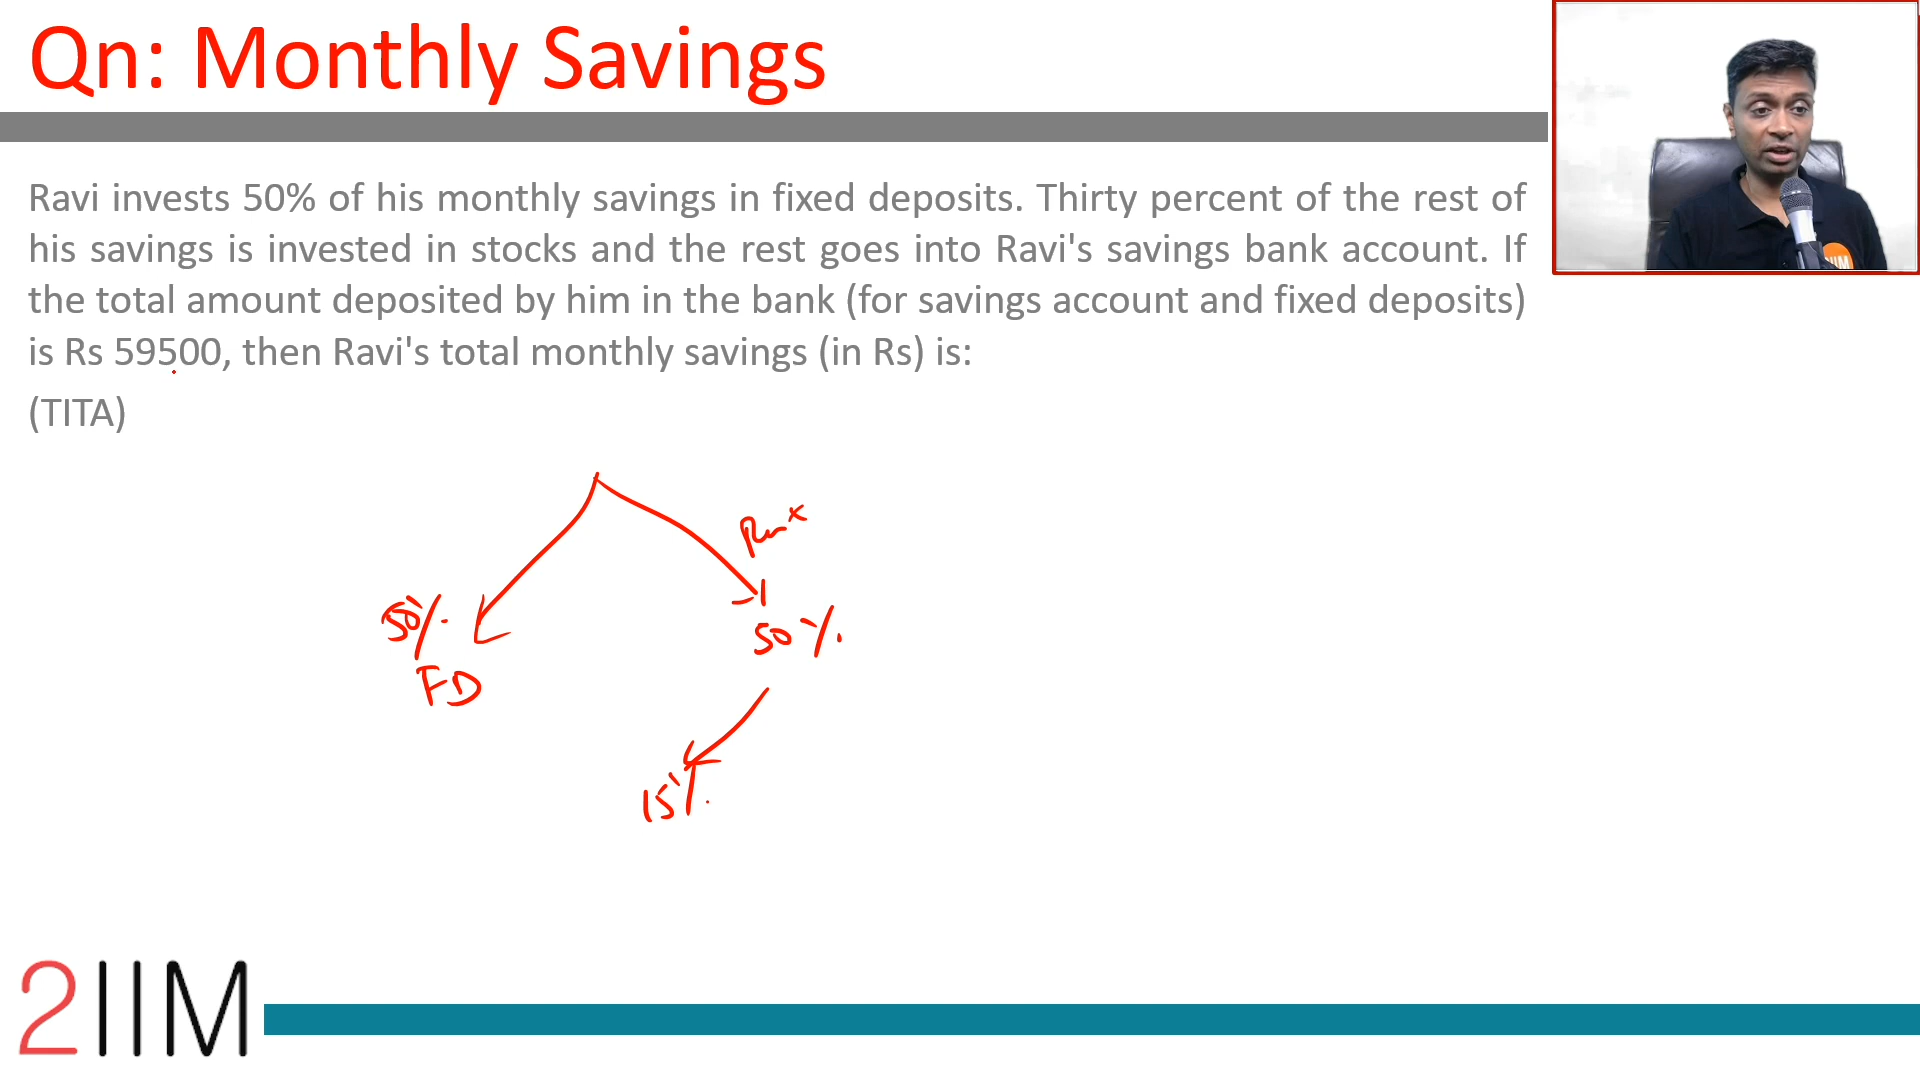 Qn: Monthly Savings
Ravi invests 50% of his monthly savings in fixed deposits. Thirty percent of the rest of
his savings is invested in stocks and the rest goes into Ravi's savings bank account. If
the total amount deposited by him in the bank (for savings account and fixed deposits)
is Rs 59500, then Ravi's total monthly savings (in Rs) is:
(TITA)
50%
FD
50%
15%
2IIM